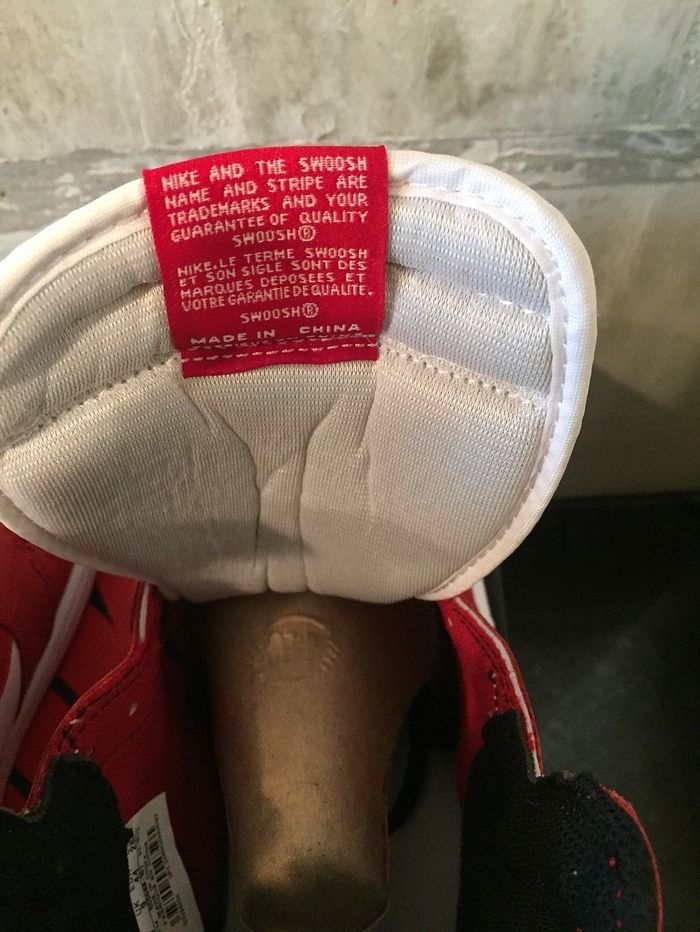 NIKE AND THE SWOOSH
NAME AND STRIPE ARE
TRADEMARKS AND YOUR
GUARANTEE OF QUALITY
SWOOSH®
NIKE, LE TERME SWOOSH
ET SON SIGLE SONT DES
MARQUES DEPOSEES ET
VOTRE GARANTIE DE QUALITE.
SWOOSH®
MADE IN CHINA